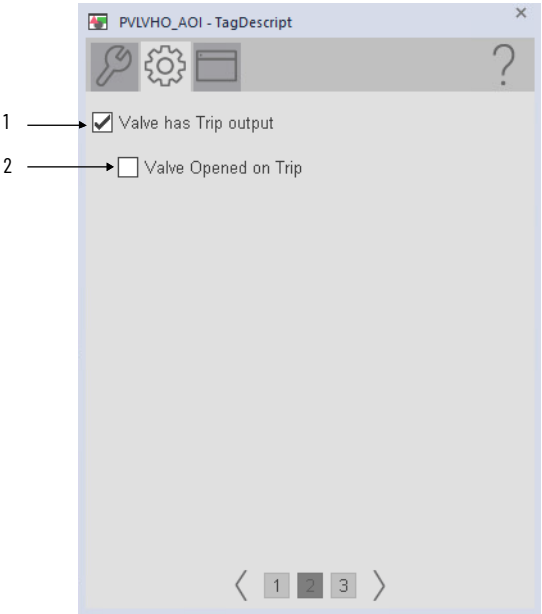 PVLVHO_AOI - TagDescript
×
?
1
Valve has Trip output
2
Valve Opened on Trip
1 2 3